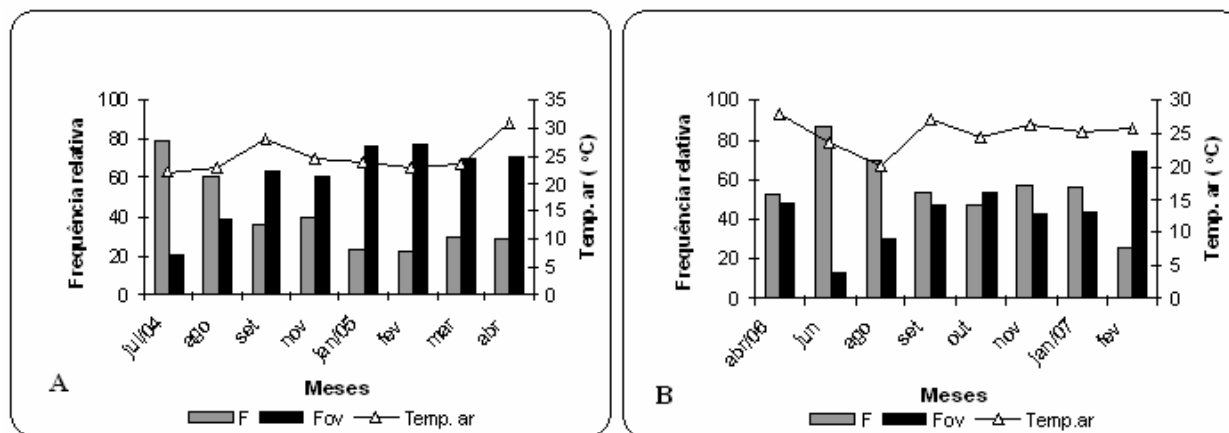 Frequência relativa
100
80
60
40
20
0
35
30
25
20
15
10
5
0
Temp. ar ( °C)
jul/04 ago set nov jan/05 fev mar abr
Meses
A
F Fov Temp. ar
Frequência relativa
100
80
60
40
20
0
30
25
20
15
10
5
0
Temp. ar ( °C)
abr/06 jun ago set out nov jan/07 fev
Meses
B
F Fov Temp.ar